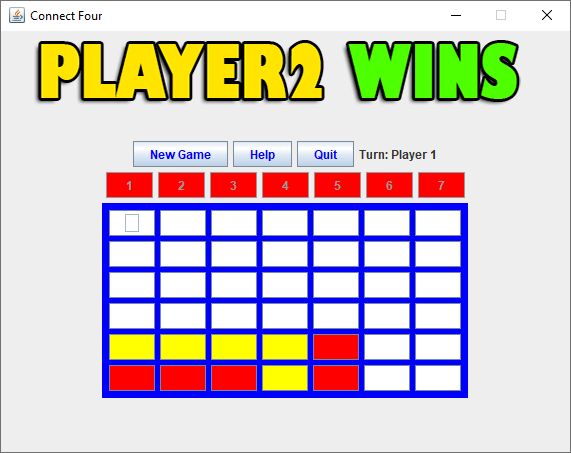 Connect Four
PLAYER2 WINS
New Game Help Quit Turn: Player 1
1 2 3 4 5 6 7